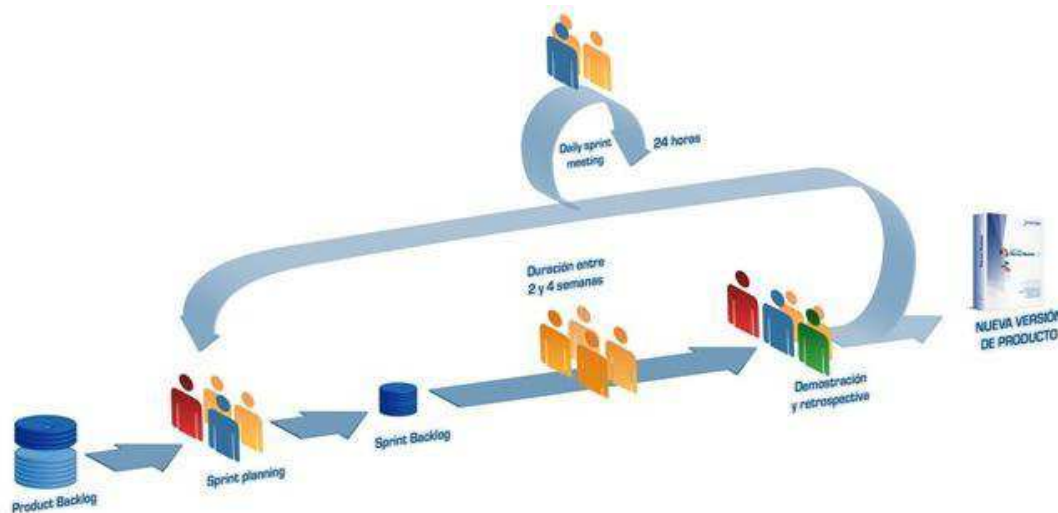 Daily sprint
meeting
24 horas
Duración entre
2 y 4 semanas
NUEVA VERSIÓN
DE PRODUCTO
Demostración
y retrospectiva
Sprint Backlog
Sprint planning
Product Backlog